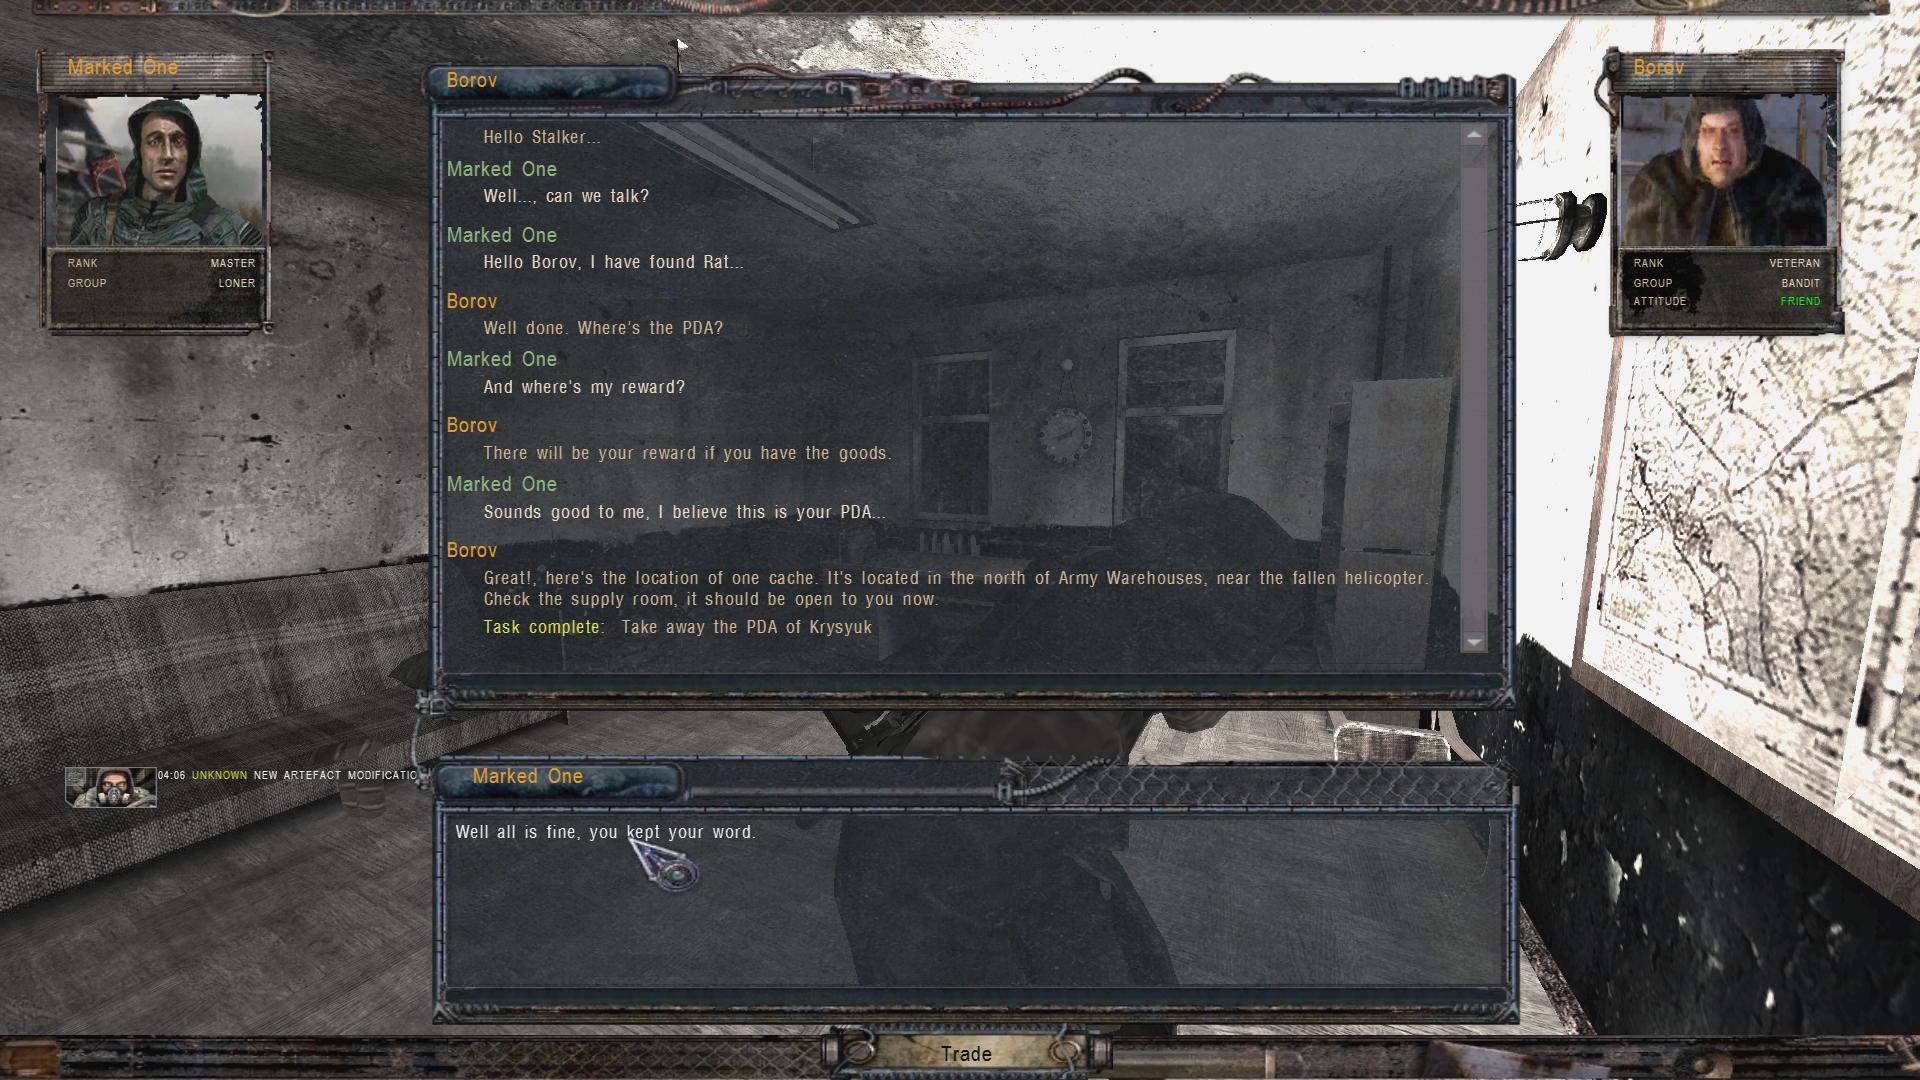 Marked One
RANK MASTER
GROUP LONER
Borov
Hello Stalker...
Marked One
Well..., can we talk?
Marked One
Hello Borov, I have found Rat...
Borov
Well done. Where's the PDA?
Marked One
And where's my reward?
Borov
There will be your reward if you have the goods.
Marked One
Sounds good to me, I believe this is your PDA...
Borov
Great!, here's the location of one cache. It's located in the north of Army Warehouses, near the fallen helicopter.
Check the supply room, it should be open to you now.
Task complete: Take away the PDA of Krysyuk
Borov
RANK VETERAN
GROUP BANDIT
ATTITUDE FRIEND
04:06 UNKNOWN NEW ARTEFACT MODIFICATIO
Marked One
Well all is fine, you kept your word.
Trade